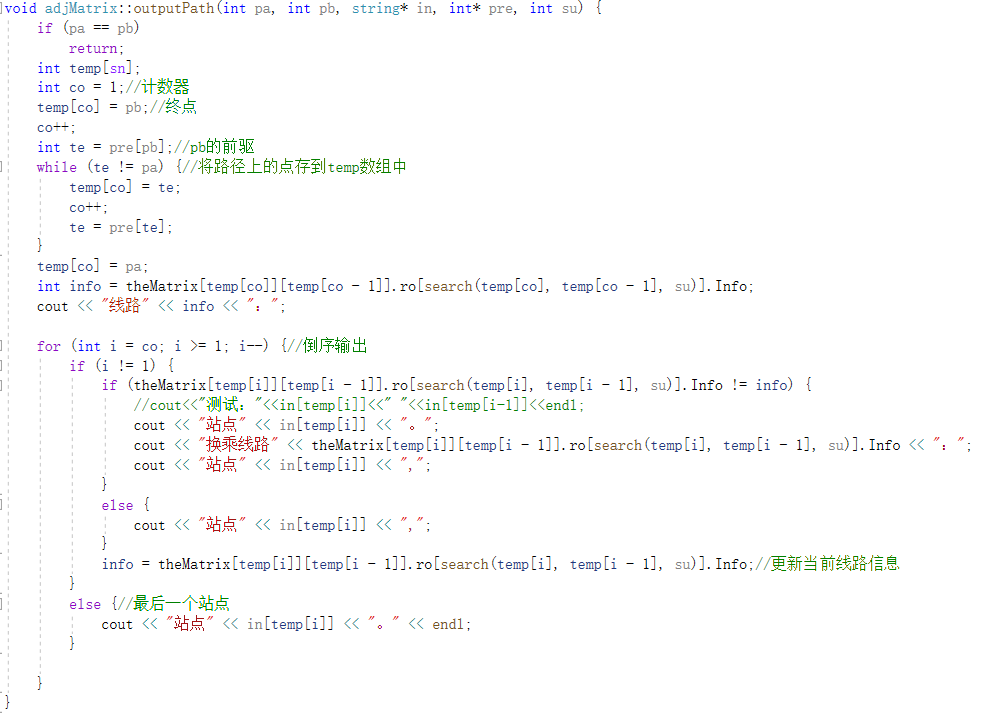 void adjMatrix::outputPath(int pa, int pb, string* in, int* pre, int su) {
    if (pa == pb)
        return;
    int temp[sn];
    int co = 1;//计数器
    temp[co] = pb;//终点
    co++;
    int te = pre[pb];//pb的前驱
    while (te != pa) {//将路径上的点存到temp数组中
        temp[co] = te;
        co++;
        te = pre[te];
    }
    temp[co] = pa;
    int info = theMatrix[temp[co]][temp[co - 1]].ro[search(temp[co], temp[co - 1], su)].Info;
    cout << "线路" << info << "：";

    for (int i = co; i >= 1; i--) {//倒序输出
        if (i != 1) {
            if (theMatrix[temp[i]][temp[i - 1]].ro[search(temp[i], temp[i - 1], su)].Info != info) {
                //cout<<"测试："<<in[temp[i]]<<" "<<in[temp[i-1]]<<endl;
                cout << "站点" << in[temp[i]] << "。";
                cout << "换乘线路" << theMatrix[temp[i]][temp[i - 1]].ro[search(temp[i], temp[i - 1], su)].Info << "：";
                cout << "站点" << in[temp[i]] << ",";
            }
            else {
                cout << "站点" << in[temp[i]] << ",";
            }
            info = theMatrix[temp[i]][temp[i - 1]].ro[search(temp[i], temp[i - 1], su)].Info;//更新当前线路信息
        }
        else {//最后一个站点
            cout << "站点" << in[temp[i]] << "。" << endl;
        }

    }
}